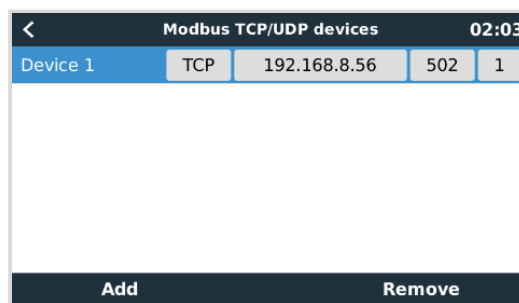 Modbus TCP/UDP devices 02:03
Device 1 TCP 192.168.8.56 502 1
Add Remove